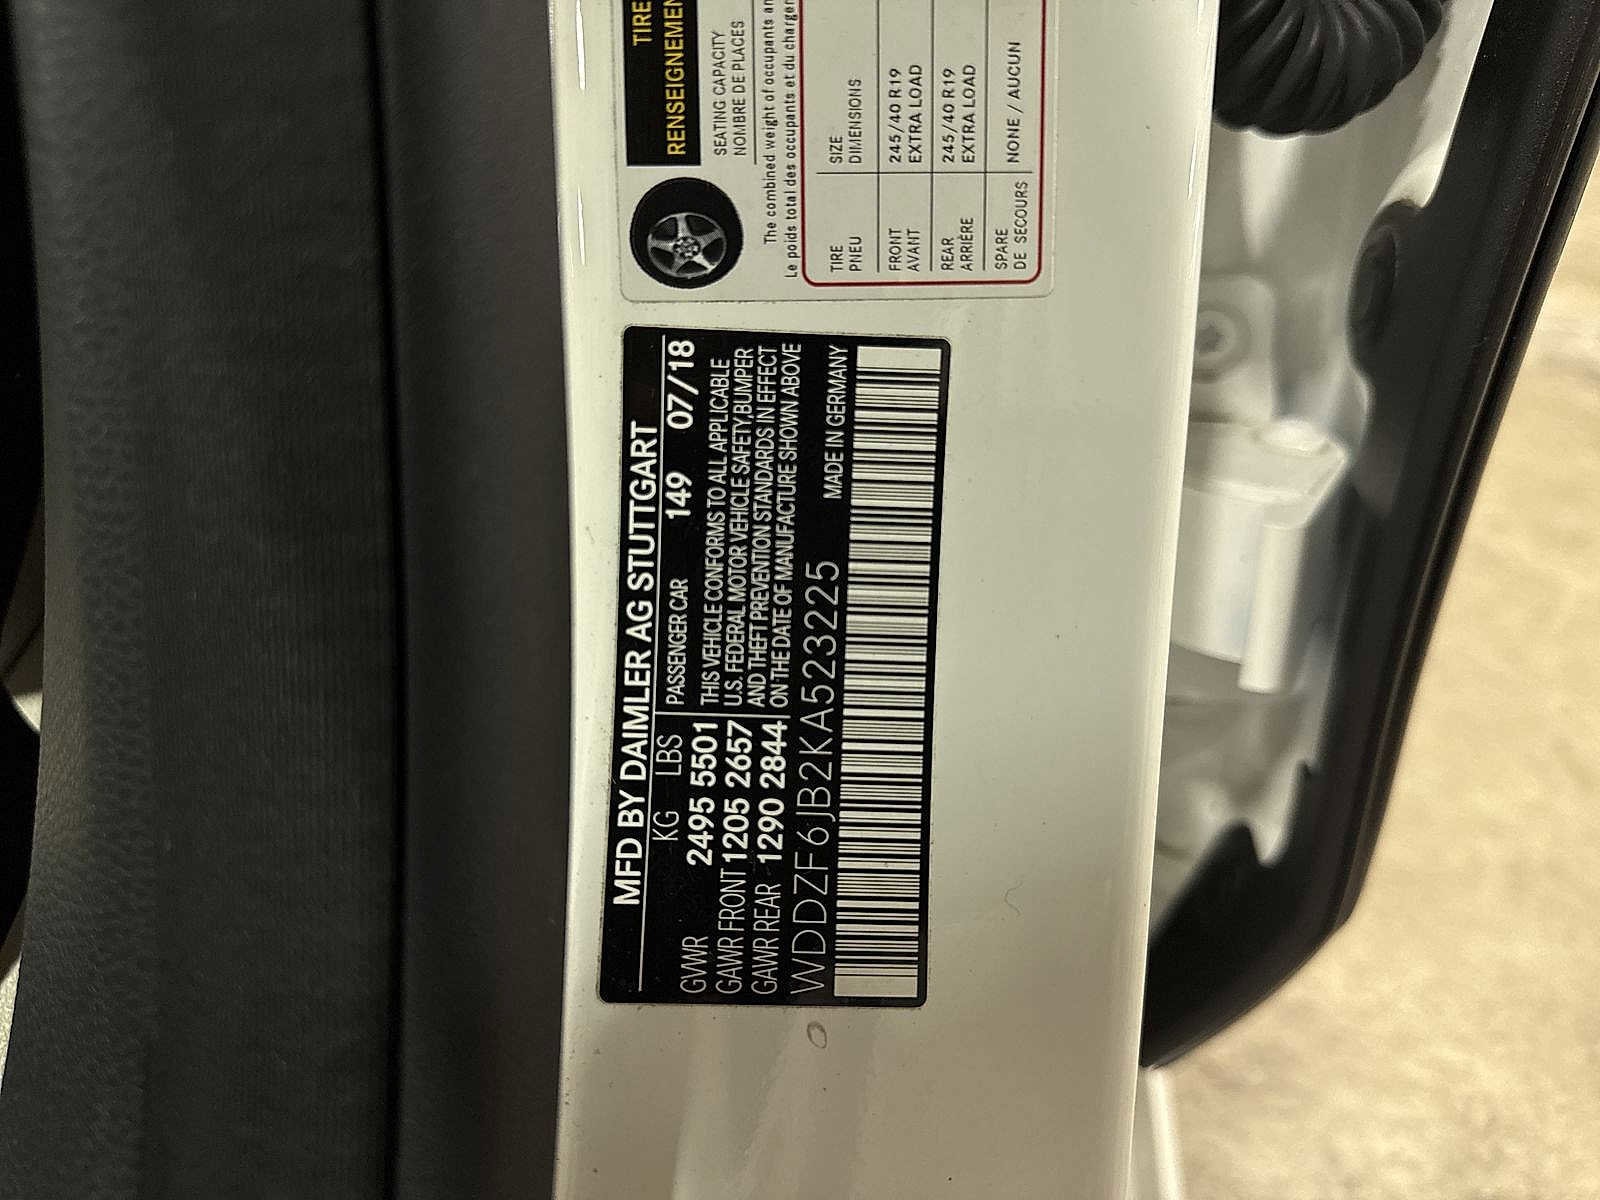 MFD BY DAIMLER AG STUTTGART
KG LBS PASSENGER CAR 149 07/18
GVWR 2495 5501
GAWR FRONT 1205 2657
GAWR REAR 1290 2844
THIS VEHICLE CONFORMS TO ALL APPLICABLE
U.S. FEDERAL MOTOR VEHICLE SAFETY,BUMPER
AND THEFT PREVENTION STANDARDS IN EFFECT
ON THE DATE OF MANUFACTURE SHOWN ABOVE
WDDZF6JB2KA523225 MADE IN GERMANY
TIRE
RENSEIGNEMEN
SEATING CAPACITY
NOMBRE DE PLACES
The combined weight of occupants an
Le poids total des occupants et du charger
TIRE SIZE
PNEU DIMENSIONS
FRONT 245/40 R19
AVANT EXTRA LOAD
REAR 245/40 R19
ARRIÈRE EXTRA LOAD
SPARE NONE / AUCUN
DE SECOURS